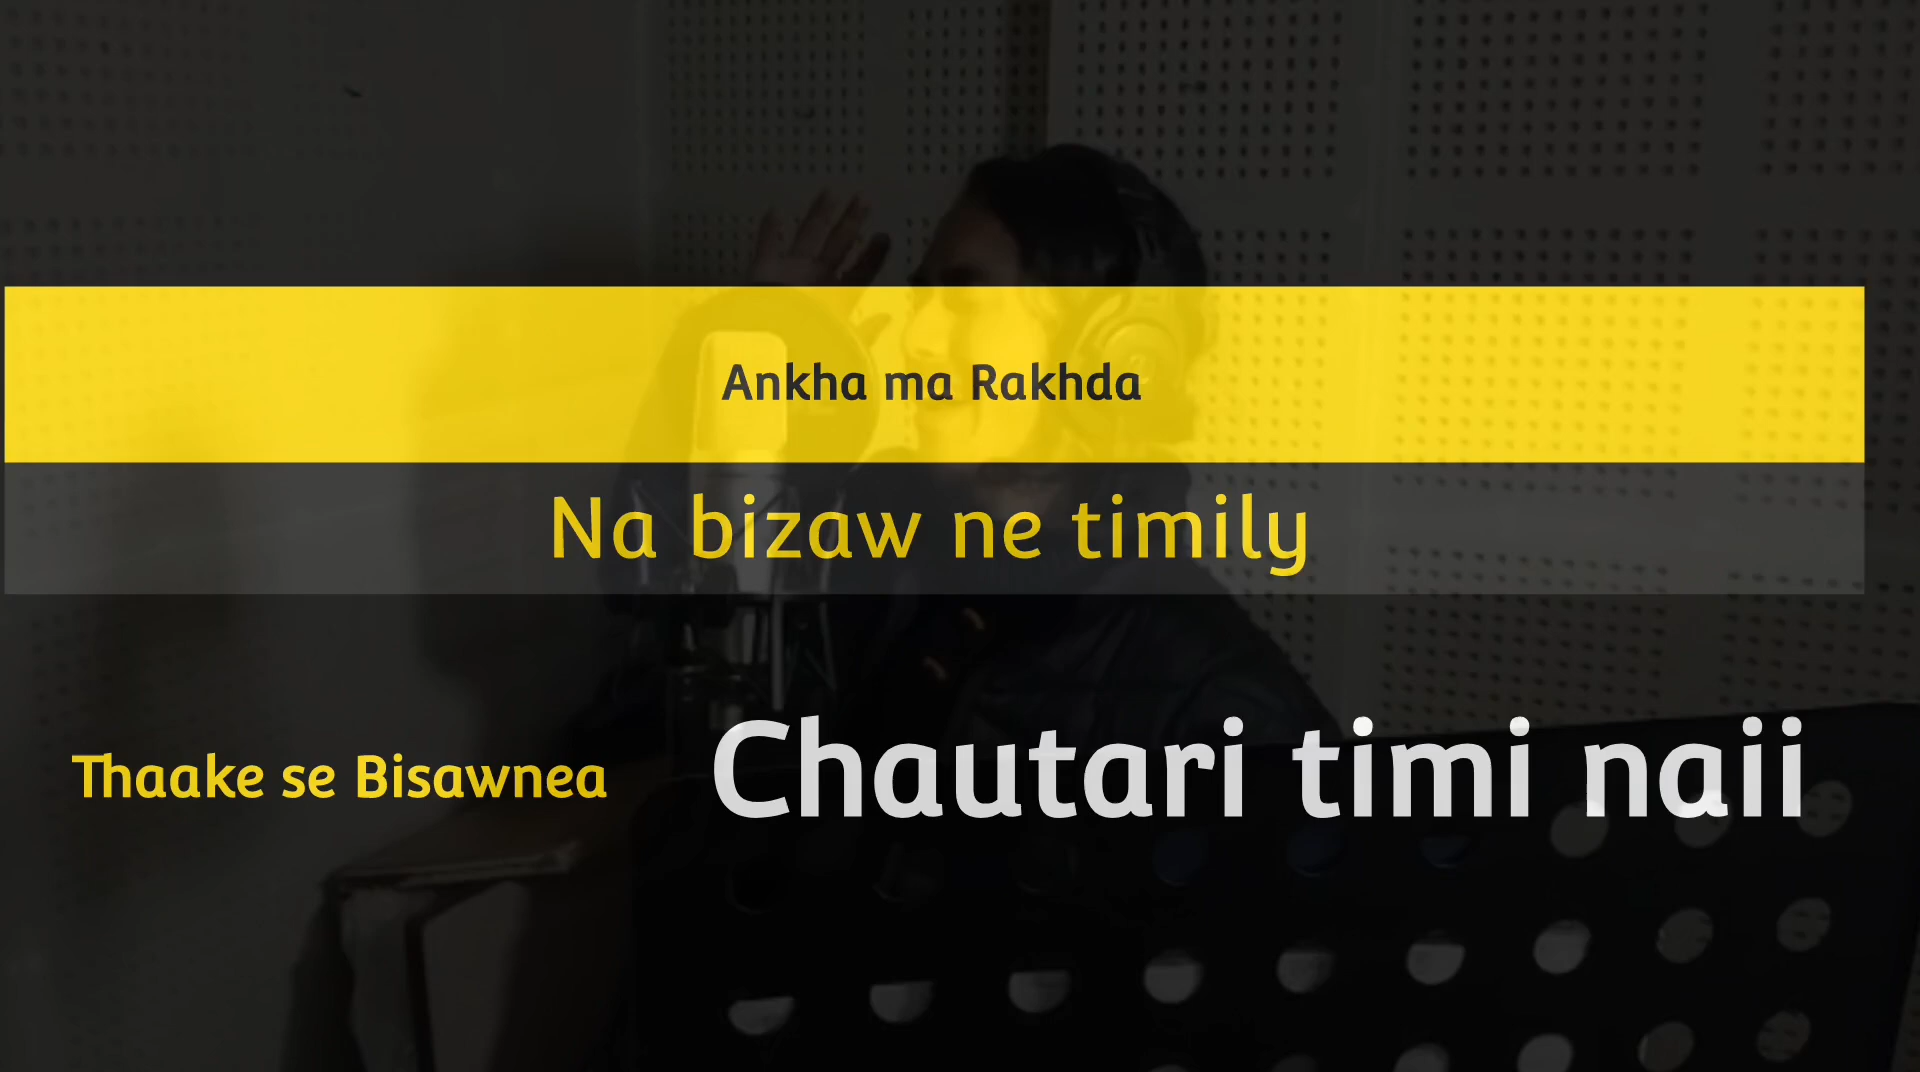 Ankha ma Rakhda
Na bizaw ne timily
Thaake se Bisawnea
Chautari timi naii